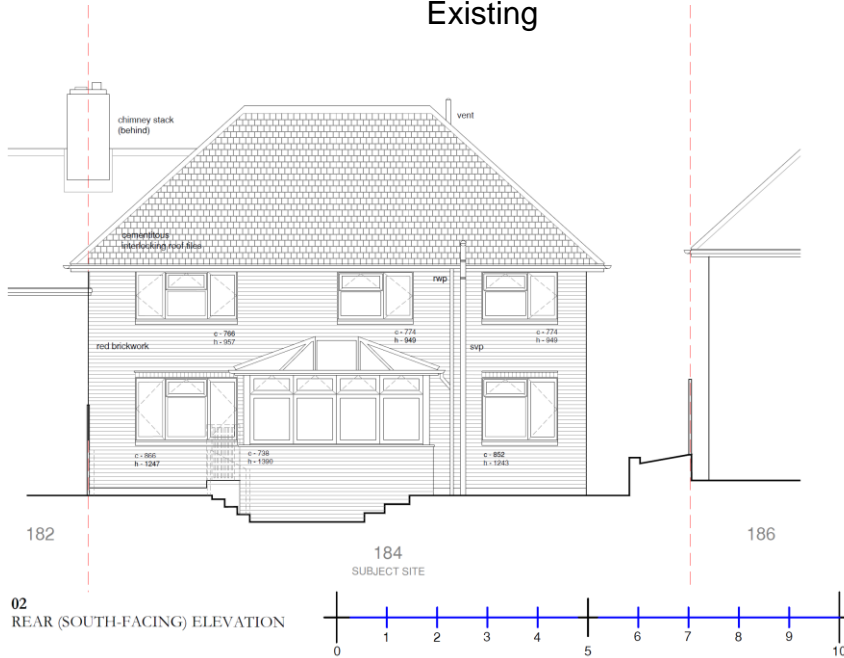 Existing
chimney stack
(behind)
vent
cementitous
interlocking roof tiles
rwp
c - 766
h - 957
c - 774
h - 949
c - 774
h - 949
red brickwork
svp
c - 866
h - 1247
c - 738
h - 1390
c - 852
h - 1243
182
184
SUBJECT SITE
186
02
REAR (SOUTH-FACING) ELEVATION
0 1 2 3 4 5 6 7 8 9 10